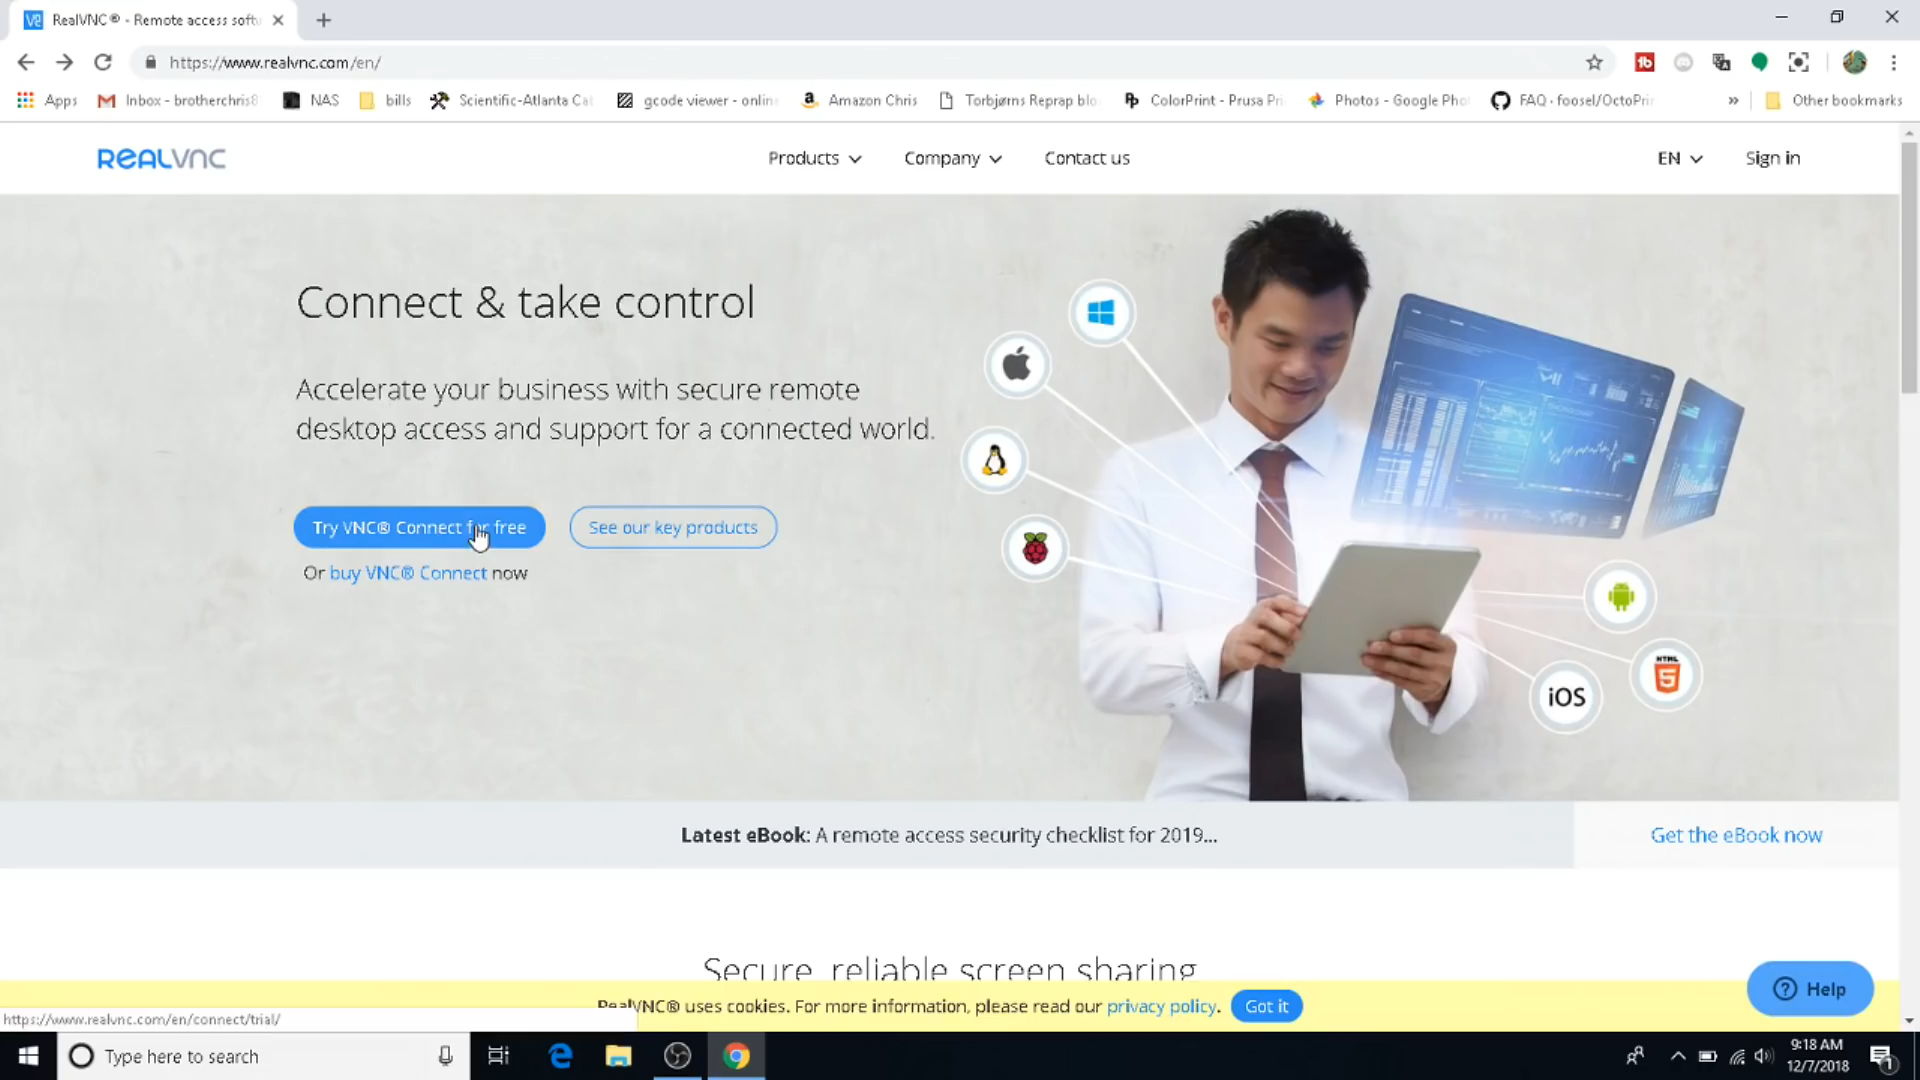 RealVNC® - Remote access soft
https://www.realvnc.com/en/
Apps
Inbox - brotherchris8
NAS
bills
Scientific-Atlanta Ca
gcode viewer - onlin
Amazon Chris
Torbjørns Reprap blo
ColorPrint - Prusa Pri
Photos - Google Pho
FAQ · foosel/OctoPri
»
Other bookmarks
REALVNC
Products
Company
Contact us
EN
Sign in
Connect & take control
Accelerate your business with secure remote
desktop access and support for a connected world.
Try VNC® Connect for free
See our key products
Or buy VNC® Connect now
HTML
5
iOS
Latest eBook: A remote access security checklist for 2019...
Get the eBook now
Secure, reliable screen sharing
RealVNC® uses cookies. For more information, please read our privacy policy.
Got it
Help
https://www.realvnc.com/en/connect/trial/
Type here to search
9:18 AM
12/7/2018
1